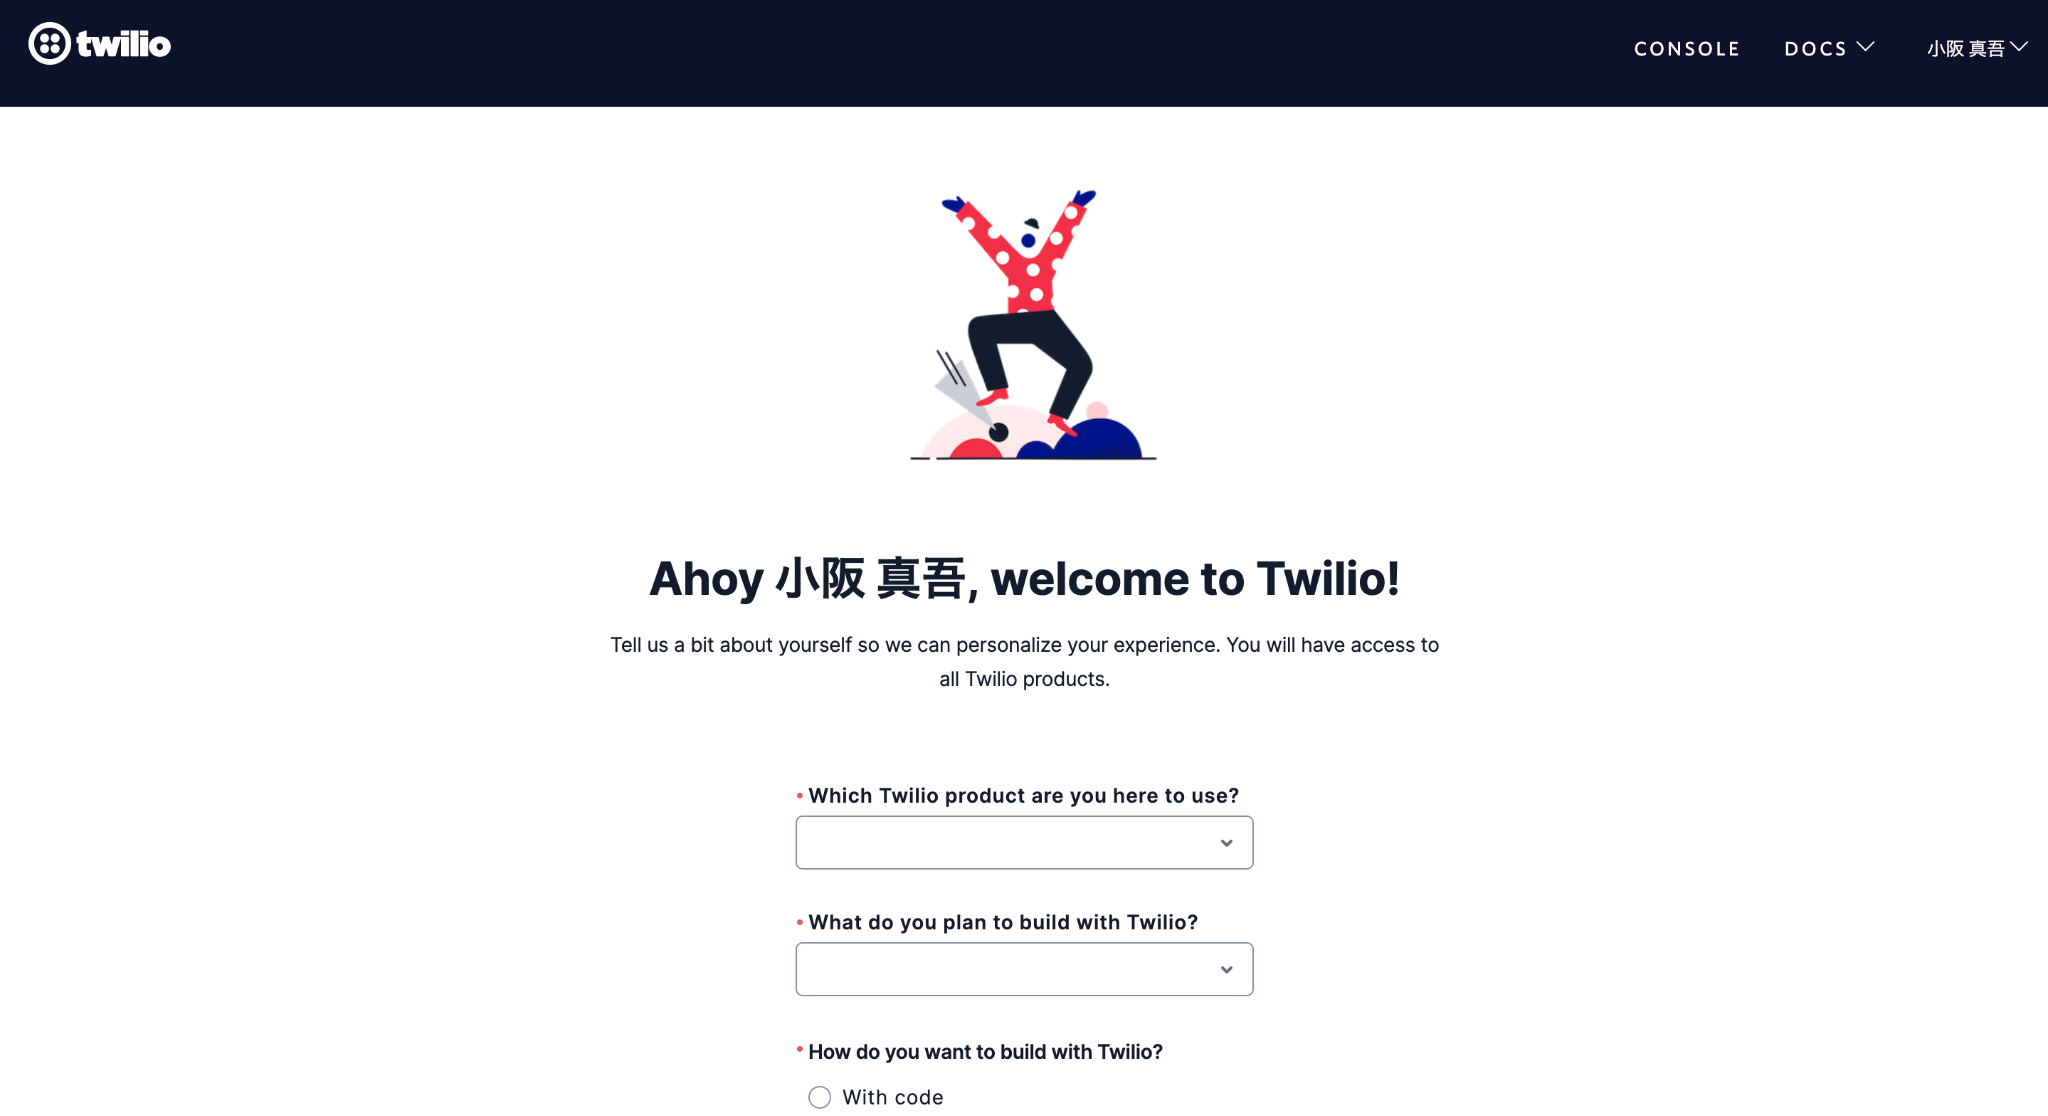 twilio
CONSOLE
DOCS
小阪 真吾
Ahoy 小阪 真吾, welcome to Twilio!
Tell us a bit about yourself so we can personalize your experience. You will have access to
all Twilio products.
Which Twilio product are you here to use?
What do you plan to build with Twilio?
How do you want to build with Twilio?
With code